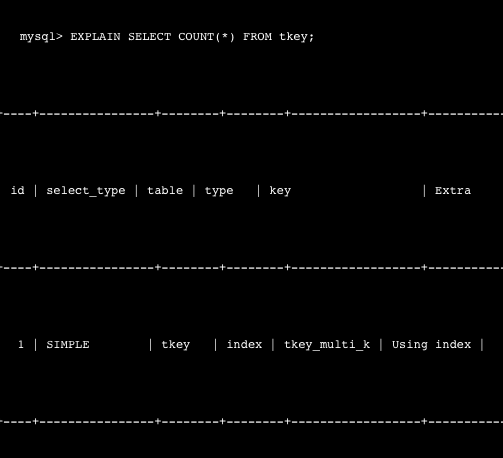 mysql> EXPLAIN SELECT COUNT(*) FROM tkey;
----+----------------+--------+--------+-------------------+-----------
id | select_type | table | type | key | Extra
----+----------------+--------+--------+-------------------+-----------
1 | SIMPLE | tkey | index | tkey_multi_k | Using index |
----+----------------+--------+--------+-------------------+-----------